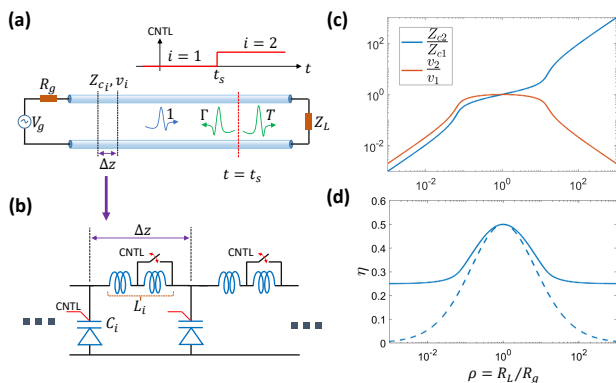 (a)
CNTL
i = 1
i = 2
t_s
t
R_g
Z_{c_i}, v_i
V_g
1
Γ
T
Z_L
Δz
t = t_s
(b)
Δz
CNTL
CNTL
L_i
CNTL
C_i
(c)
10^2
10^0
10^-2
Z_{c2}/Z_{c1}
v_2/v_1
10^-2
10^0
10^2
(d)
0.6
0.5
0.4
0.3
0.2
0.1
0
η
10^-2
10^0
10^2
ρ = R_L/R_g